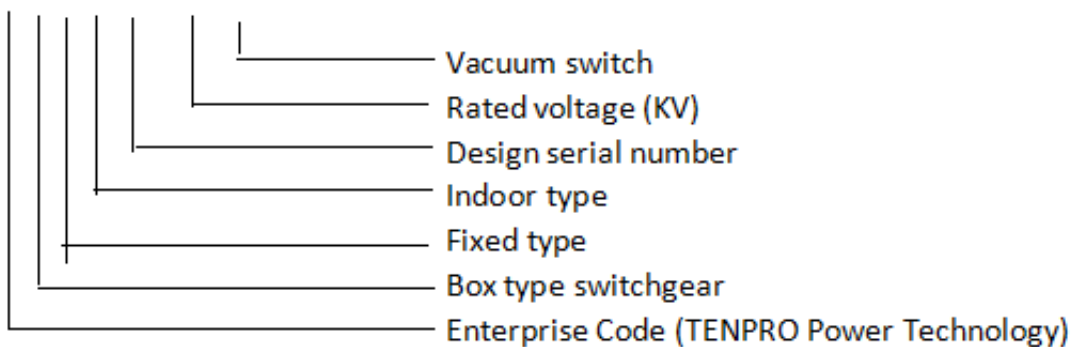 Vacuum switch
Rated voltage (KV)
Design serial number
Indoor type
Fixed type
Box type switchgear
Enterprise Code (TENPRO Power Technology)